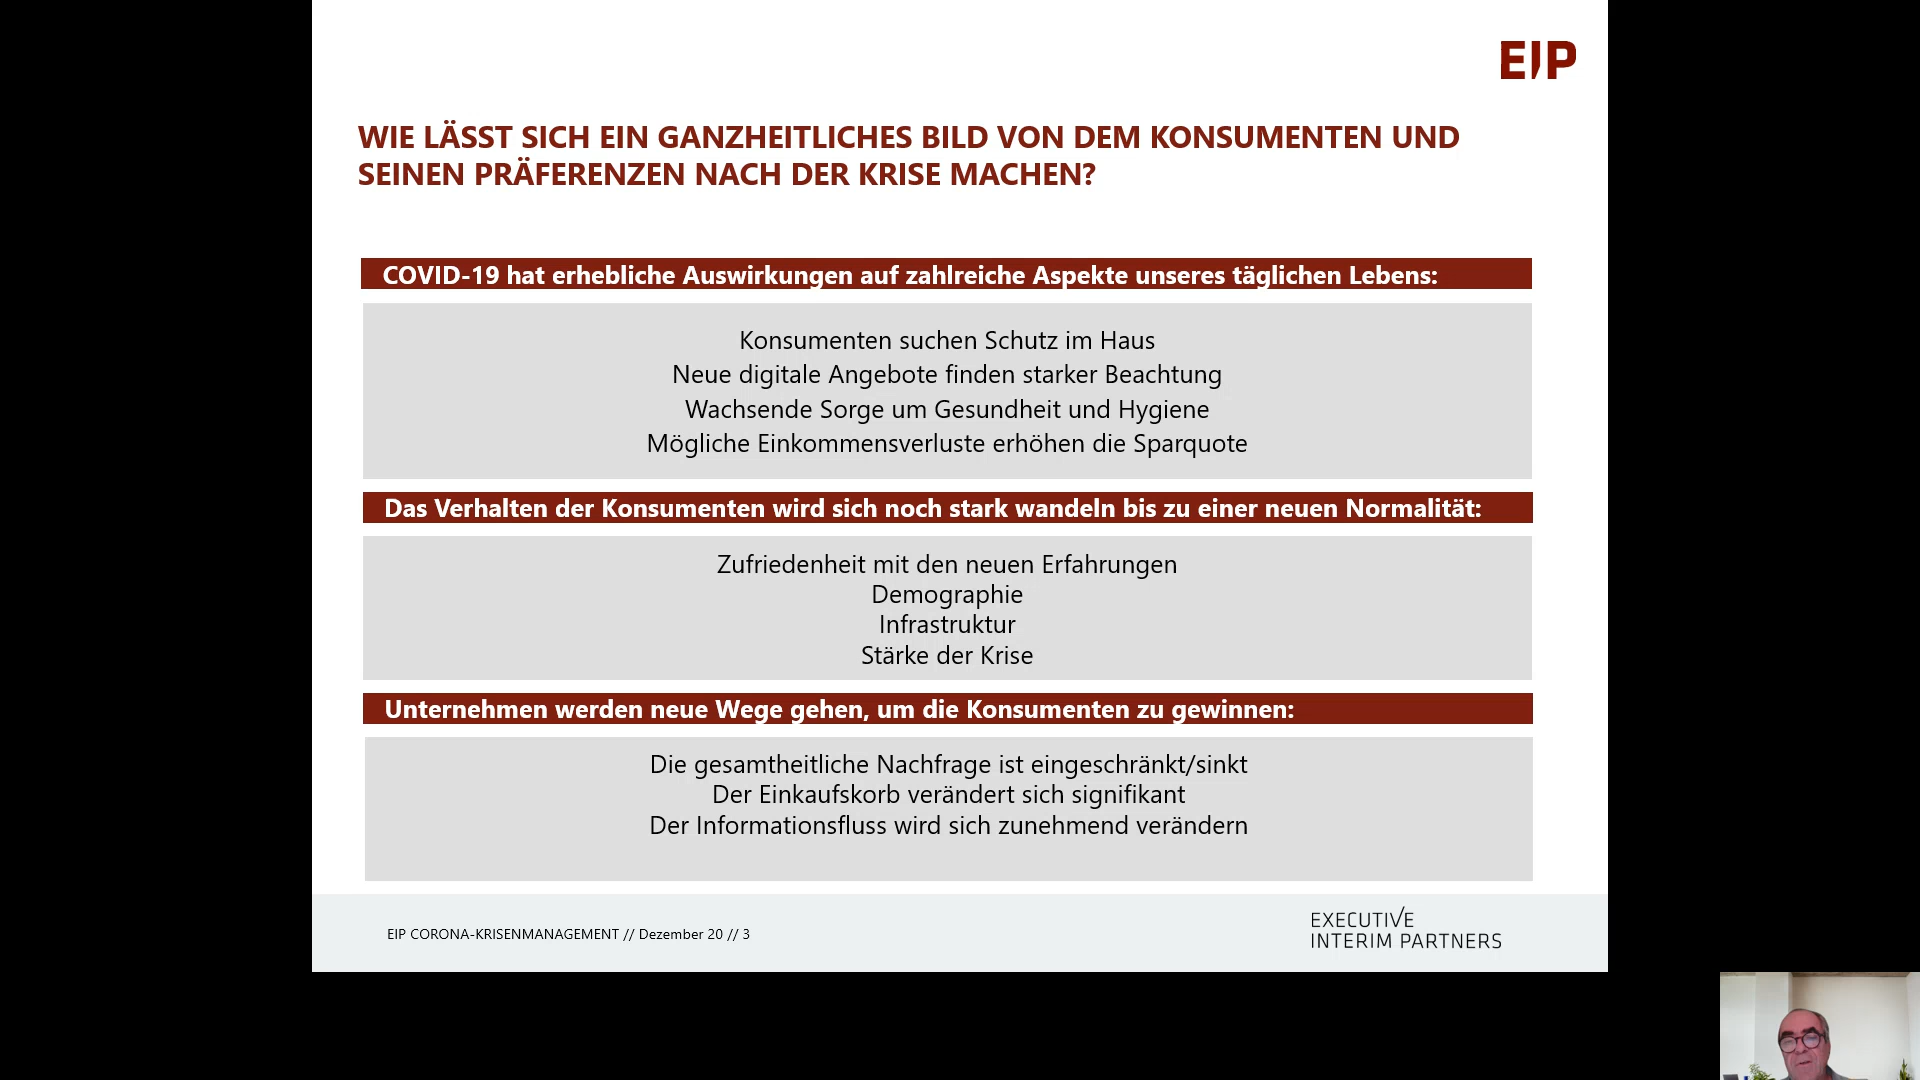 EIP
WIE LÄSST SICH EIN GANZHEITLICHES BILD VON DEM KONSUMENTEN UND
SEINEN PRÄFERENZEN NACH DER KRISE MACHEN?
COVID-19 hat erhebliche Auswirkungen auf zahlreiche Aspekte unseres täglichen Lebens:
Konsumenten suchen Schutz im Haus
Neue digitale Angebote finden starker Beachtung
Wachsende Sorge um Gesundheit und Hygiene
Mögliche Einkommensverluste erhöhen die Sparquote
Das Verhalten der Konsumenten wird sich noch stark wandeln bis zu einer neuen Normalität:
Zufriedenheit mit den neuen Erfahrungen
Demographie
Infrastruktur
Stärke der Krise
Unternehmen werden neue Wege gehen, um die Konsumenten zu gewinnen:
Die gesamtheitliche Nachfrage ist eingeschränkt/sinkt
Der Einkaufskorb verändert sich signifikant
Der Informationsfluss wird sich zunehmend verändern
EIP CORONA-KRISENMANAGEMENT // Dezember 20 // 3
EXECUTIVE
INTERIM PARTNERS